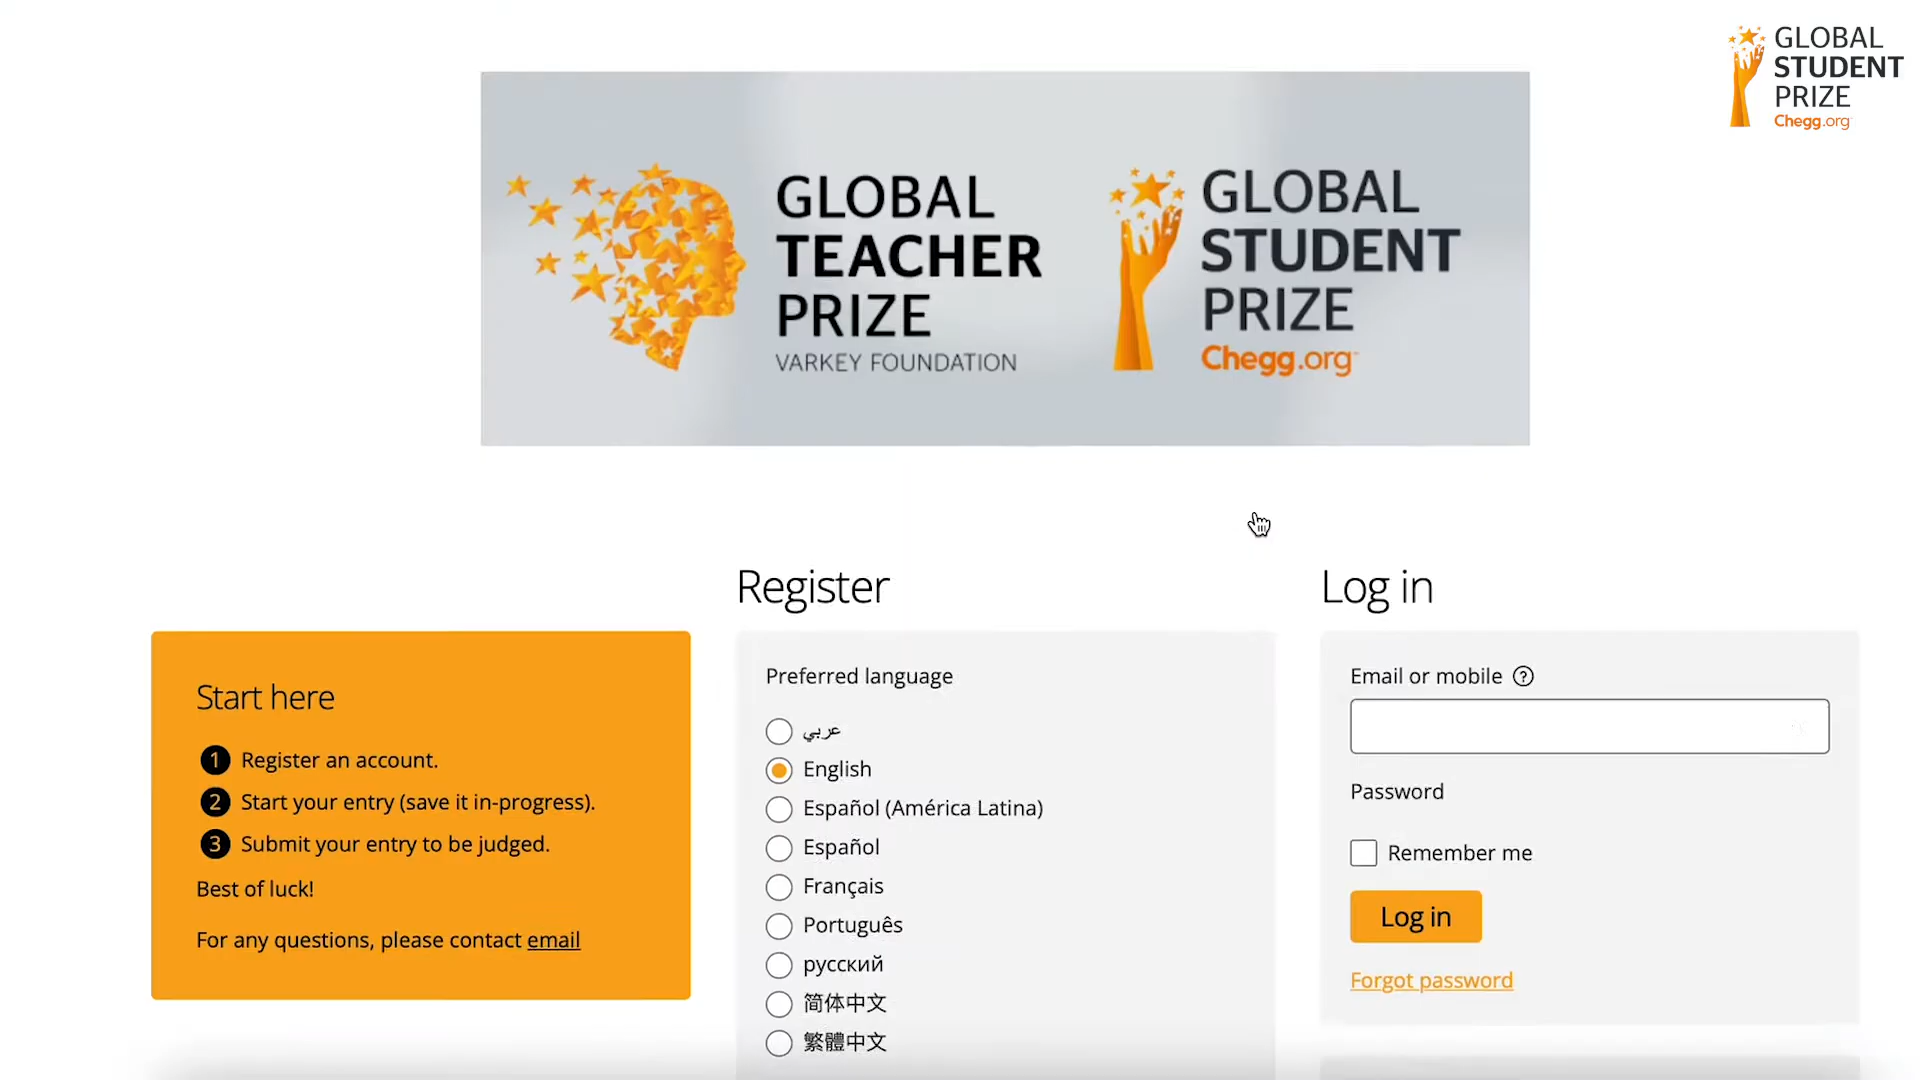 GLOBAL
STUDENT
PRIZE
Chegg.org
GLOBAL
TEACHER
PRIZE
VARKEY FOUNDATION
GLOBAL
STUDENT
PRIZE
Chegg.org
Start here
1 Register an account.
2 Start your entry (save it in-progress).
3 Submit your entry to be judged.
Best of luck!
For any questions, please contact email
Register
Preferred language
عربي
English
Español (América Latina)
Español
Français
Português
русский
简体中文
繁體中文
Log in
Email or mobile ?
Password
Remember me
Log in
Forgot password